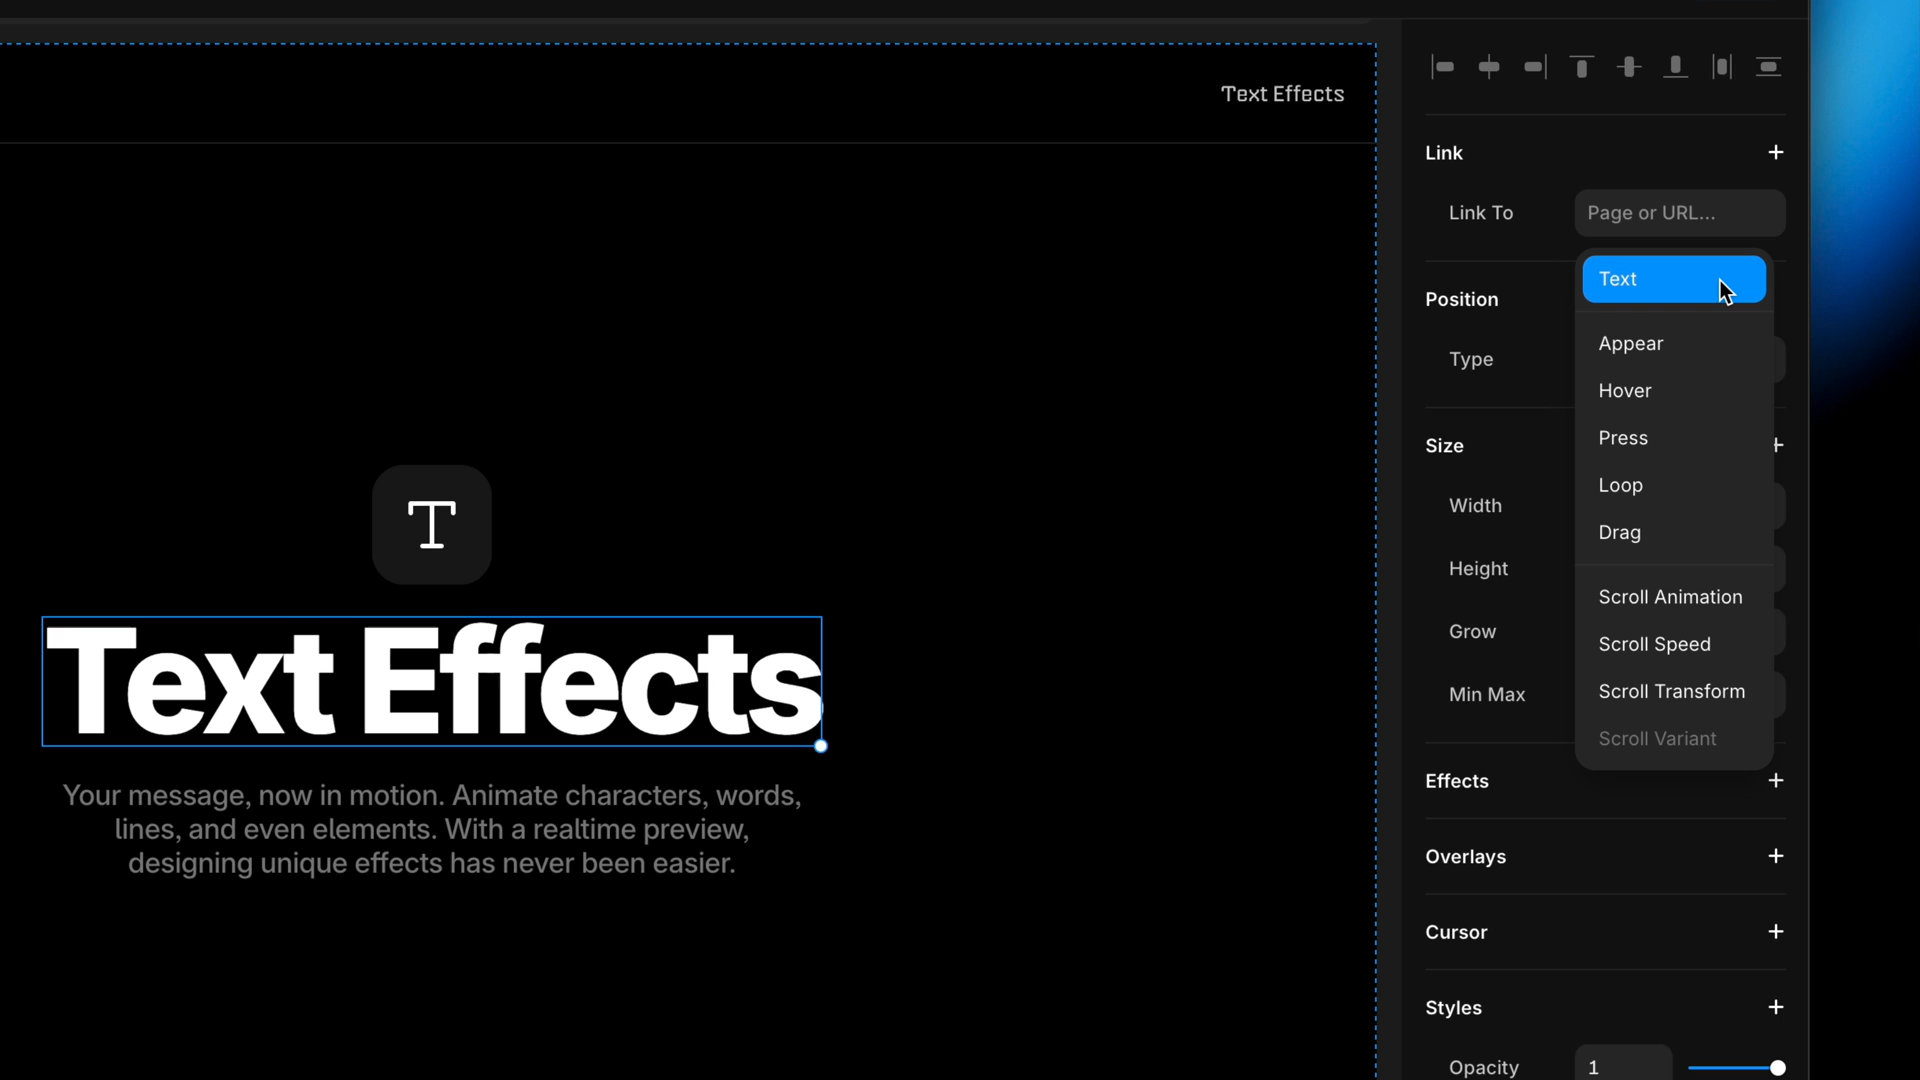 Text Effects
T
Text Effects
Your message, now in motion. Animate characters, words,
lines, and even elements. With a realtime preview,
designing unique effects has never been easier.
Link
Link To
Page or URL...
Position
Type
Size
Width
Height
Grow
Min Max
Text
Appear
Hover
Press
Loop
Drag
Scroll Animation
Scroll Speed
Scroll Transform
Scroll Variant
Effects
Overlays
Cursor
Styles
Opacity
1